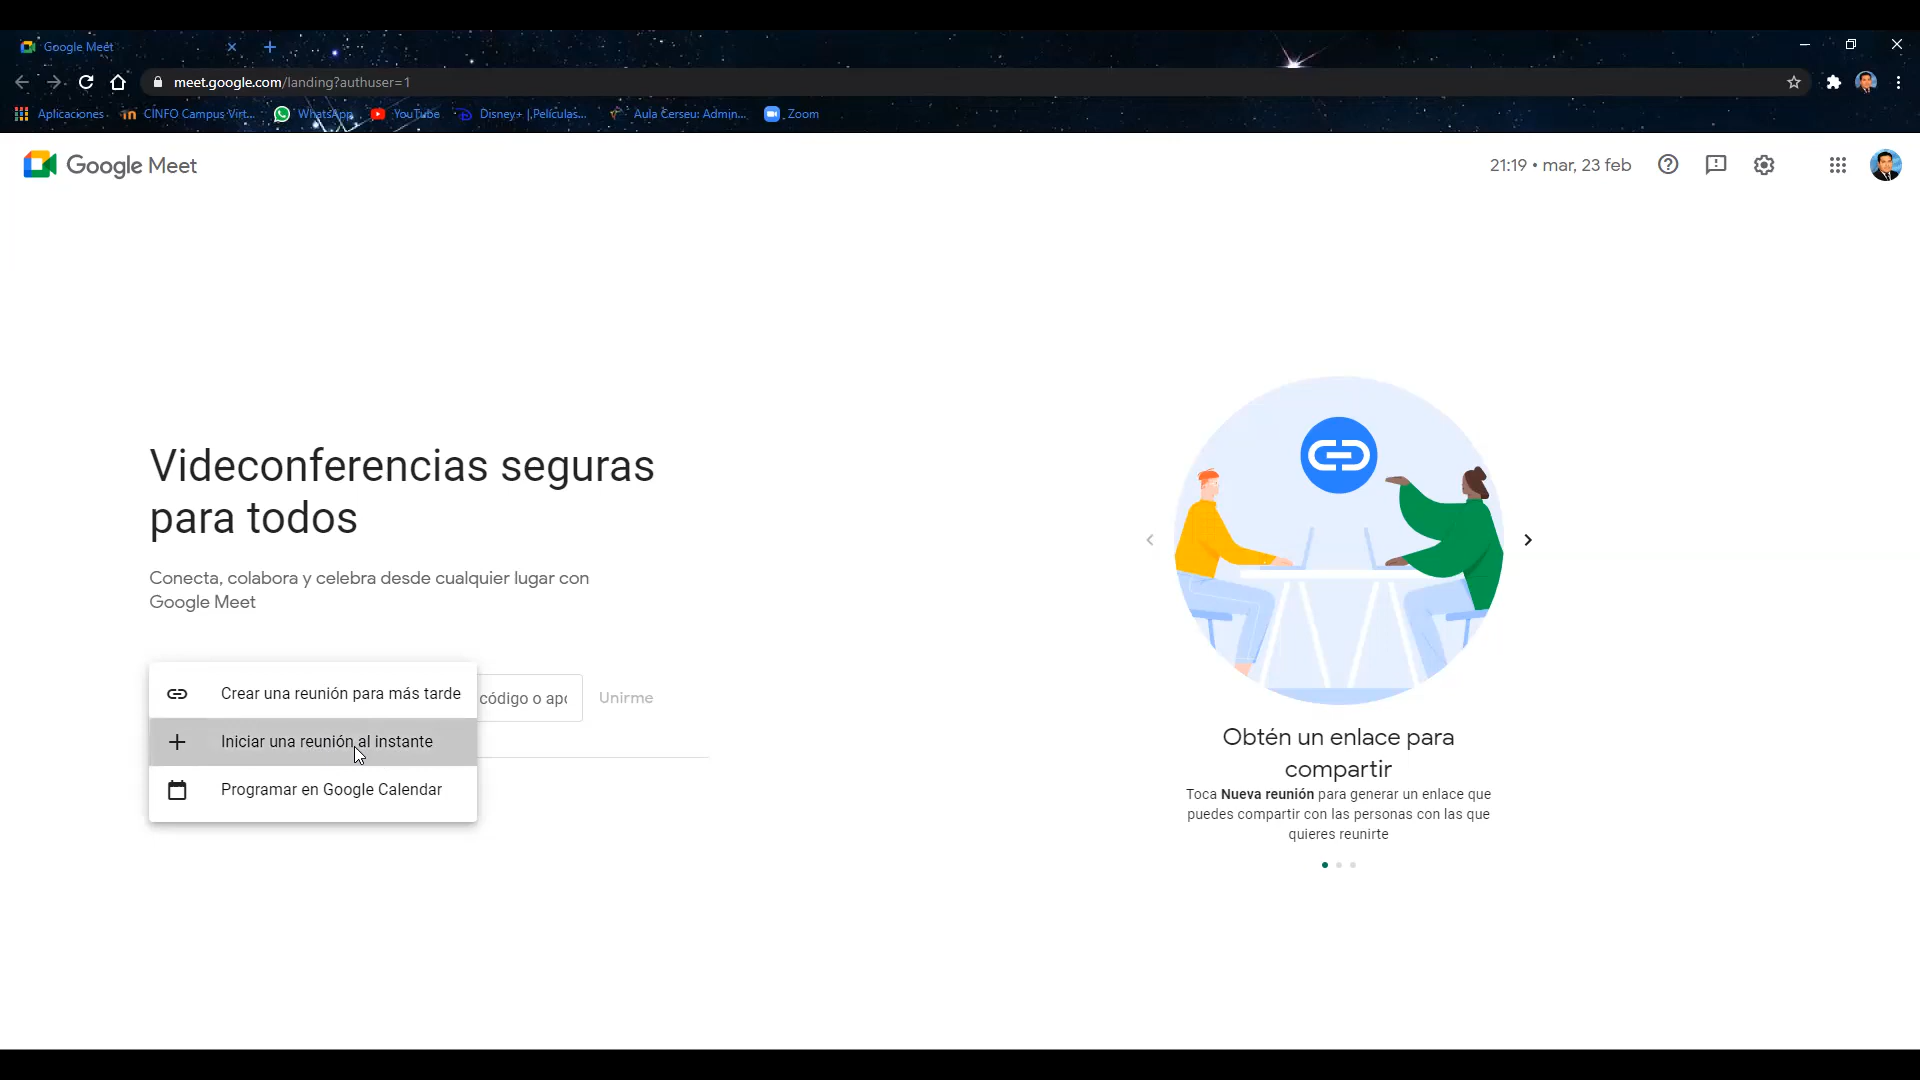 Google Meet
meet.google.com/landing?authuser=1
Aplicaciones
CINFO Campus Virt...
WhatsApp
YouTube
Disney+ | Películas...
Aula Cerseu: Admin...
Zoom
Google Meet
21:19 • mar, 23 feb
Videconferencias seguras
para todos
Conecta, colabora y celebra desde cualquier lugar con
Google Meet
Crear una reunión para más tarde
código o apo
Unirme
Iniciar una reunión al instante
Programar en Google Calendar
Obtén un enlace para
compartir
Toca Nueva reunión para generar un enlace que
puedes compartir con las personas con las que
quieres reunirte